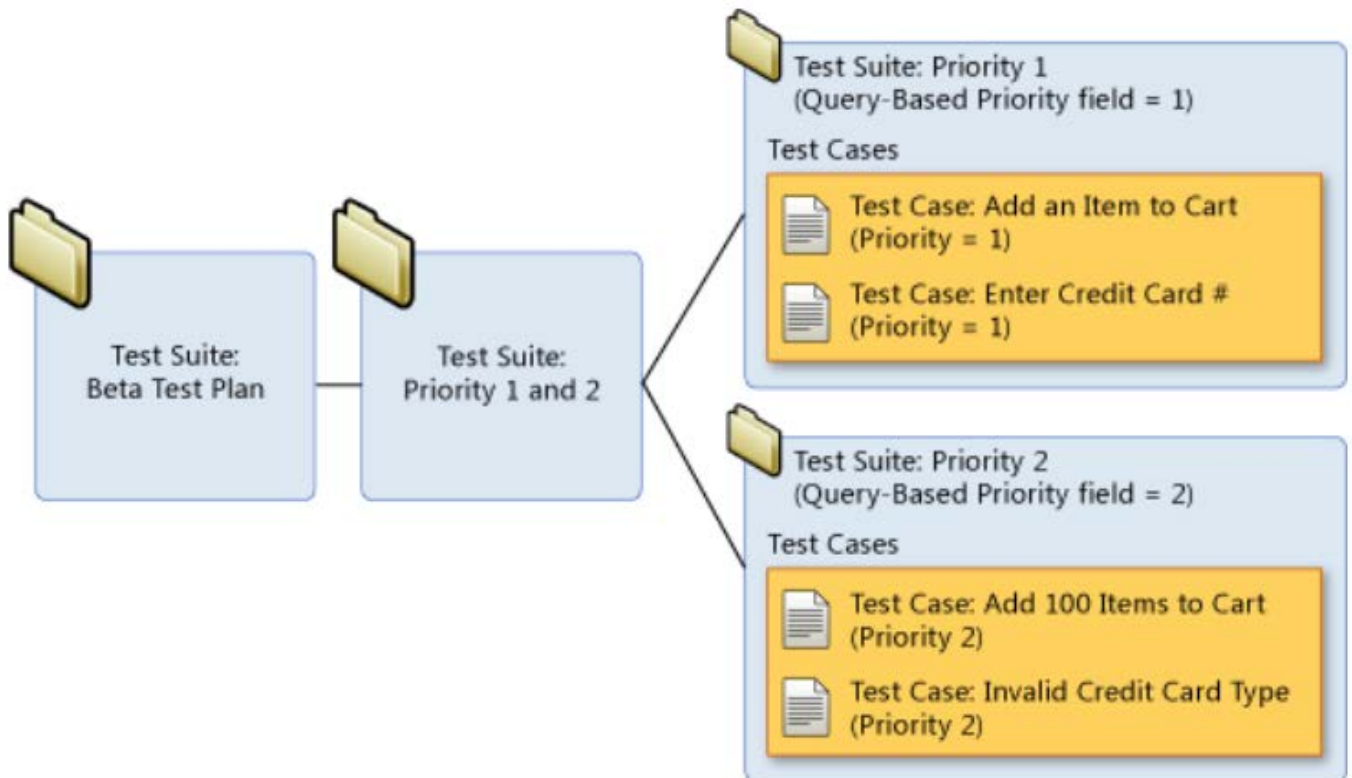 Test Suite:
Beta Test Plan
Test Suite:
Priority 1 and 2
Test Suite: Priority 1
(Query-Based Priority field = 1)
Test Cases
Test Case: Add an Item to Cart
(Priority = 1)
Test Case: Enter Credit Card #
(Priority = 1)
Test Suite: Priority 2
(Query-Based Priority field = 2)
Test Cases
Test Case: Add 100 Items to Cart
(Priority 2)
Test Case: Invalid Credit Card Type
(Priority 2)